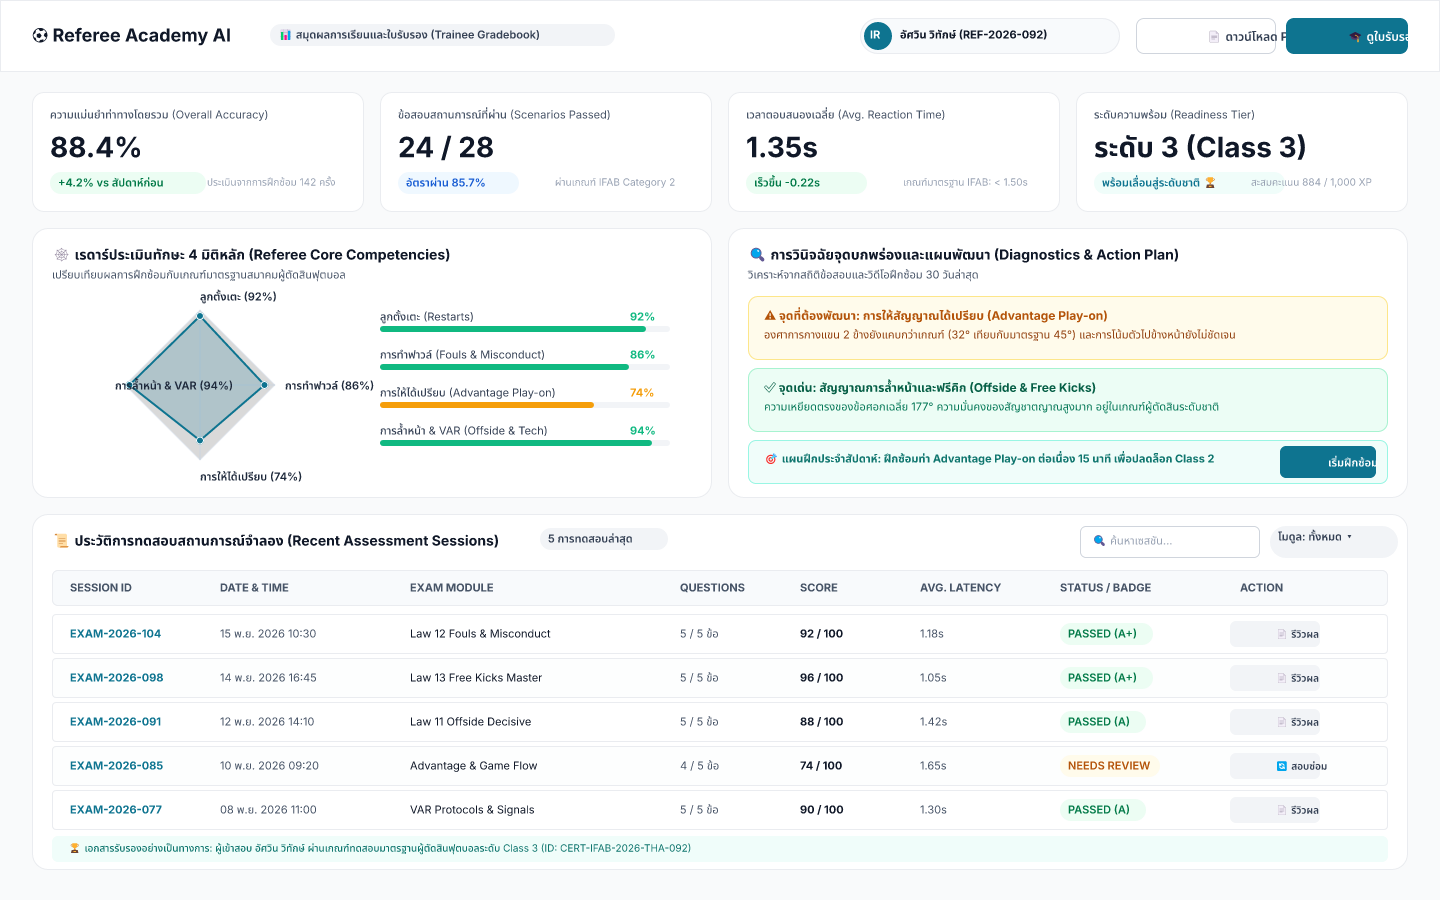 ⚽ Referee Academy AI
📊 สมุดผลการเรียนและใบรับรอง (Trainee Gradebook)
IR อัศวิน วิทักษ์ (REF-2026-092)
📄 ดาวน์โหลด
🎓 ดูใบรับรอ
ความแม่นยำท่าทางโดยรวม (Overall Accuracy)
88.4%
+4.2% vs สัปดาห์ก่อน ประเมินจากการฝึกซ้อม 142 ครั้ง
ข้อสอบสถานการณ์ที่ผ่าน (Scenarios Passed)
24 / 28
อัตราผ่าน 85.7% ผ่านเกณฑ์ IFAB Category 2
เวลาตอบสนองเฉลี่ย (Avg. Reaction Time)
1.35s
เร็วขึ้น -0.22s เกณฑ์มาตรฐาน IFAB: < 1.50s
ระดับความพร้อม (Readiness Tier)
ระดับ 3 (Class 3)
พร้อมเลื่อนสู่ระดับชาติ 🏆 สะสมคะแนน 884 / 1,000 XP
🕸️ เรดาร์ประเมินทักษะ 4 มิติหลัก (Referee Core Competencies)
เปรียบเทียบผลการฝึกซ้อมกับเกณฑ์มาตรฐานสมาคมผู้ตัดสินฟุตบอล
ลูกตั้งเตะ (92%)
การล้ำหน้า & VAR (94%)
การทำฟาวล์ (86%)
การให้ได้เปรียบ (74%)
ลูกตั้งเตะ (Restarts) 92%
การทำฟาวล์ (Fouls & Misconduct) 86%
การให้ได้เปรียบ (Advantage Play-on) 74%
การล้ำหน้า & VAR (Offside & Tech) 94%
🔍 การวินิจฉัยจุดบกพร่องและแผนพัฒนา (Diagnostics & Action Plan)
วิเคราะห์จากสถิติข้อสอบและวิดีโอฝึกซ้อม 30 วันล่าสุด
⚠ จุดที่ต้องพัฒนา: การให้สัญญาณได้เปรียบ (Advantage Play-on)
องศาการกางแขน 2 ข้างยังแคบกว่าเกณฑ์ (32° เทียบกับมาตรฐาน 45°) และการโน้มตัวไปข้างหน้ายังไม่ชัดเจน
✅ จุดเด่น: สัญญาณการล้ำหน้าและฟรีคิก (Offside & Free Kicks)
ความเหยียดตรงของข้อศอกเฉลี่ย 177° ความมั่นคงของสัญชาตญาณสูงมาก อยู่ในเกณฑ์ผู้ตัดสินระดับชาติ
🎯 แผนฝึกประจำสัปดาห์: ฝึกซ้อมท่า Advantage Play-on ต่อเนื่อง 15 นาที เพื่อปลดล็อก Class 2
เริ่มฝึกซ้อม
📜 ประวัติการทดสอบสถานการณ์จำลอง (Recent Assessment Sessions)
5 การทดสอบล่าสุด
🔍 ค้นหาเซสชัน...
โมดูล: ทั้งหมด ▾
SESSION ID DATE & TIME EXAM MODULE QUESTIONS SCORE AVG. LATENCY STATUS / BADGE ACTION
EXAM-2026-104 15 พ.ย. 2026 10:30 Law 12 Fouls & Misconduct 5 / 5 ข้อ 92 / 100 1.18s PASSED (A+) 📄 รีวิวผล
EXAM-2026-098 14 พ.ย. 2026 16:45 Law 13 Free Kicks Master 5 / 5 ข้อ 96 / 100 1.05s PASSED (A+) 📄 รีวิวผล
EXAM-2026-091 12 พ.ย. 2026 14:10 Law 11 Offside Decisive 5 / 5 ข้อ 88 / 100 1.42s PASSED (A) 📄 รีวิวผล
EXAM-2026-085 10 พ.ย. 2026 09:20 Advantage & Game Flow 4 / 5 ข้อ 74 / 100 1.65s NEEDS REVIEW 🔄 สอบซ่อม
EXAM-2026-077 08 พ.ย. 2026 11:00 VAR Protocols & Signals 5 / 5 ข้อ 90 / 100 1.30s PASSED (A) 📄 รีวิวผล
🏆 เอกสารรับรองอย่างเป็นทางการ: ผู้เข้าสอบ อัศวิน วิทักษ์ ผ่านเกณฑ์ทดสอบมาตรฐานผู้ตัดสินฟุตบอลระดับ Class 3 (ID: CERT-IFAB-2026-THA-092)